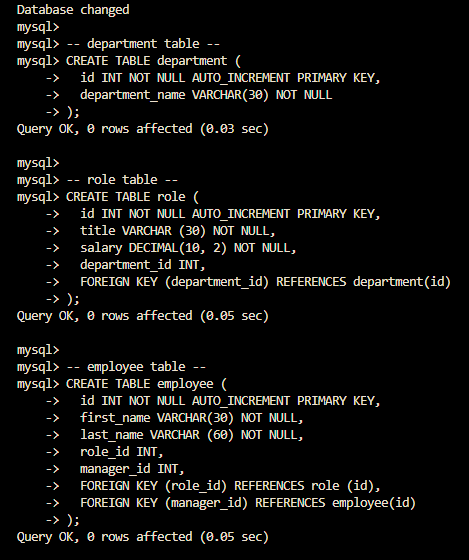 Database changed
mysql>
mysql> -- department table --
mysql> CREATE TABLE department (
    ->   id INT NOT NULL AUTO_INCREMENT PRIMARY KEY,
    ->   department_name VARCHAR(30) NOT NULL
    -> );
Query OK, 0 rows affected (0.03 sec)

mysql>
mysql> -- role table --
mysql> CREATE TABLE role (
    ->   id INT NOT NULL AUTO_INCREMENT PRIMARY KEY,
    ->   title VARCHAR (30) NOT NULL,
    ->   salary DECIMAL(10, 2) NOT NULL,
    ->   department_id INT,
    ->   FOREIGN KEY (department_id) REFERENCES department(id)
    -> );
Query OK, 0 rows affected (0.05 sec)

mysql>
mysql> -- employee table --
mysql> CREATE TABLE employee (
    ->   id INT NOT NULL AUTO_INCREMENT PRIMARY KEY,
    ->   first_name VARCHAR(30) NOT NULL,
    ->   last_name VARCHAR (60) NOT NULL,
    ->   role_id INT,
    ->   manager_id INT,
    ->   FOREIGN KEY (role_id) REFERENCES role (id),
    ->   FOREIGN KEY (manager_id) REFERENCES employee(id)
    -> );
Query OK, 0 rows affected (0.05 sec)